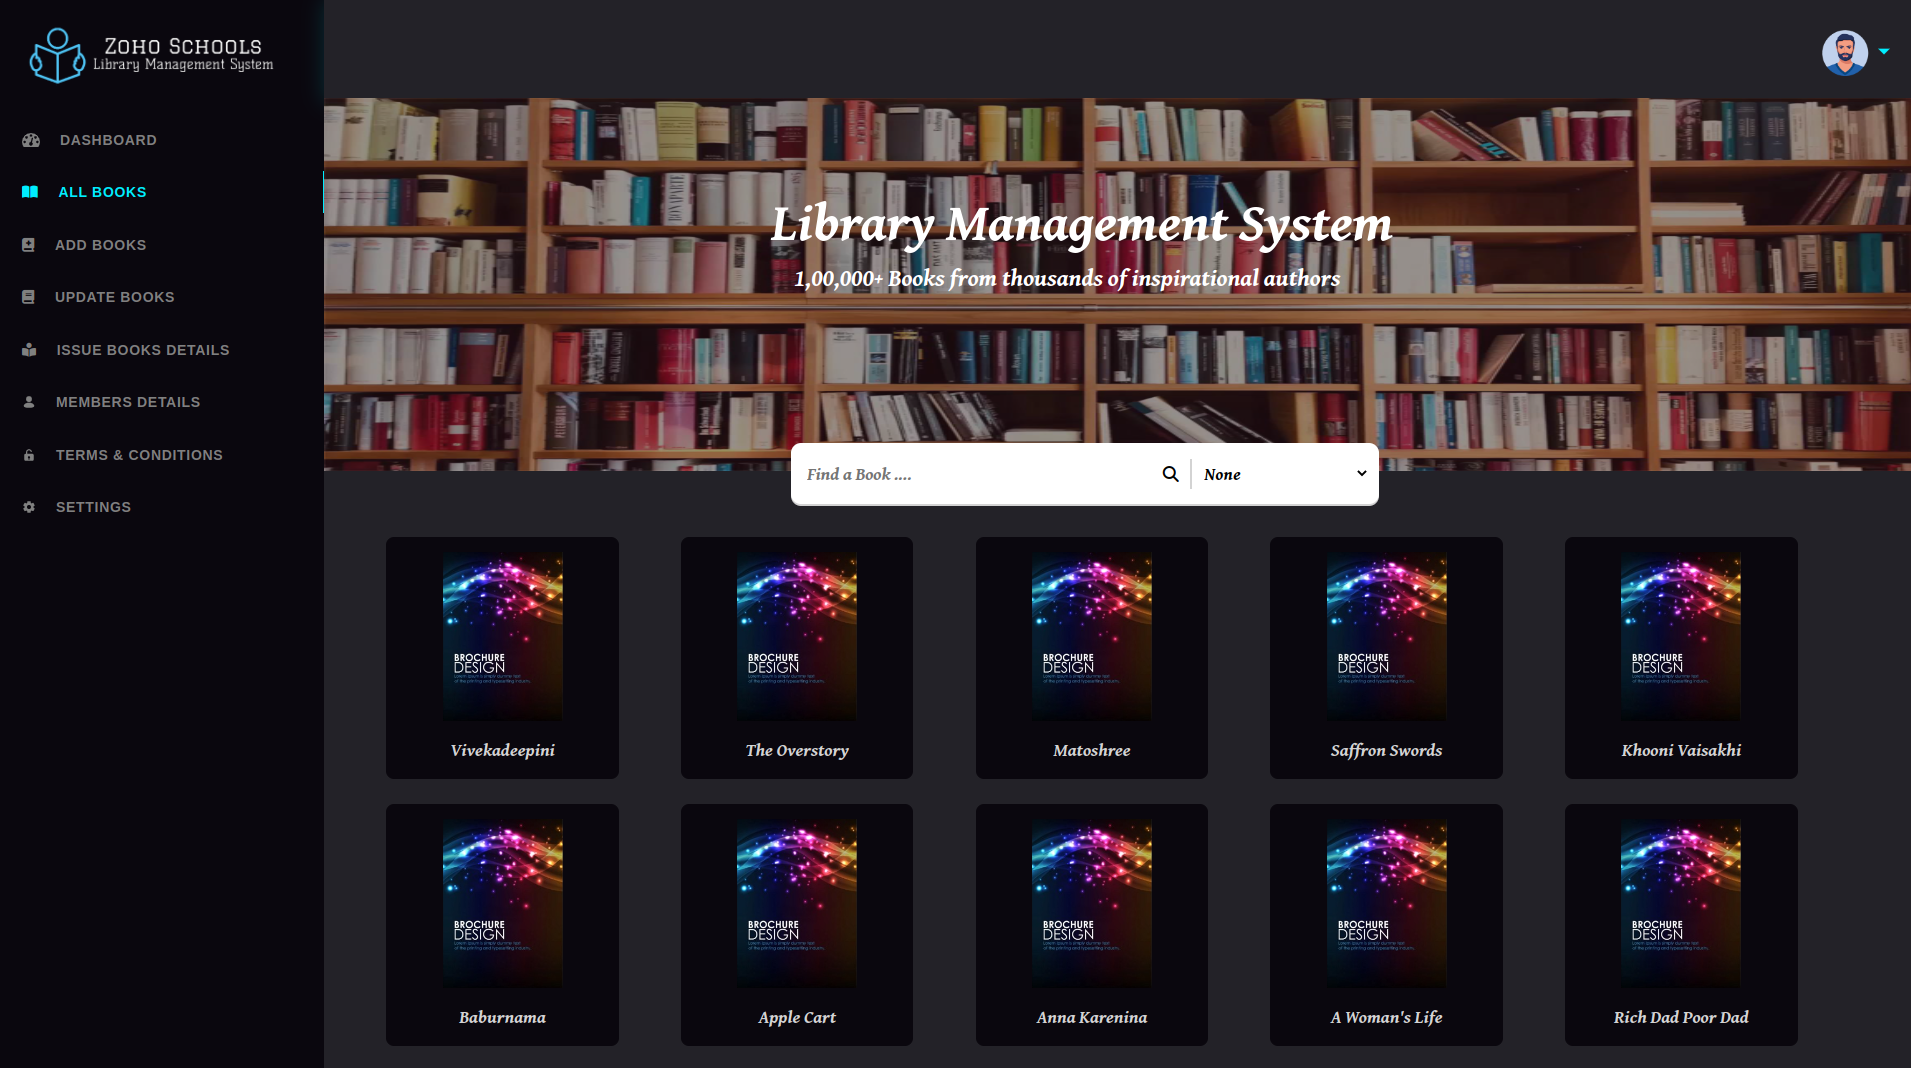 ZOHO SCHOOLS
Library Management System
DASHBOARD
ALL BOOKS
ADD BOOKS
UPDATE BOOKS
ISSUE BOOKS DETAILS
MEMBERS DETAILS
TERMS & CONDITIONS
SETTINGS
BONAPARTE
Library Management System
1,00,000+ Books from thousands of inspirational authors
Find a Book ....
None
BROCHURE
DESIGN
BROCHURE
DESIGN
BROCHURE
DESIGN
BROCHURE
DESIGN
BROCHURE
DESIGN
Vivekadeepini
The Overstory
Matoshree
Saffron Swords
Khooni Vaisakhi
BROCHURE
DESIGN
BROCHURE
DESIGN
BROCHURE
DESIGN
BROCHURE
DESIGN
BROCHURE
DESIGN
Baburnama
Apple Cart
Anna Karenina
A Woman's Life
Rich Dad Poor Dad